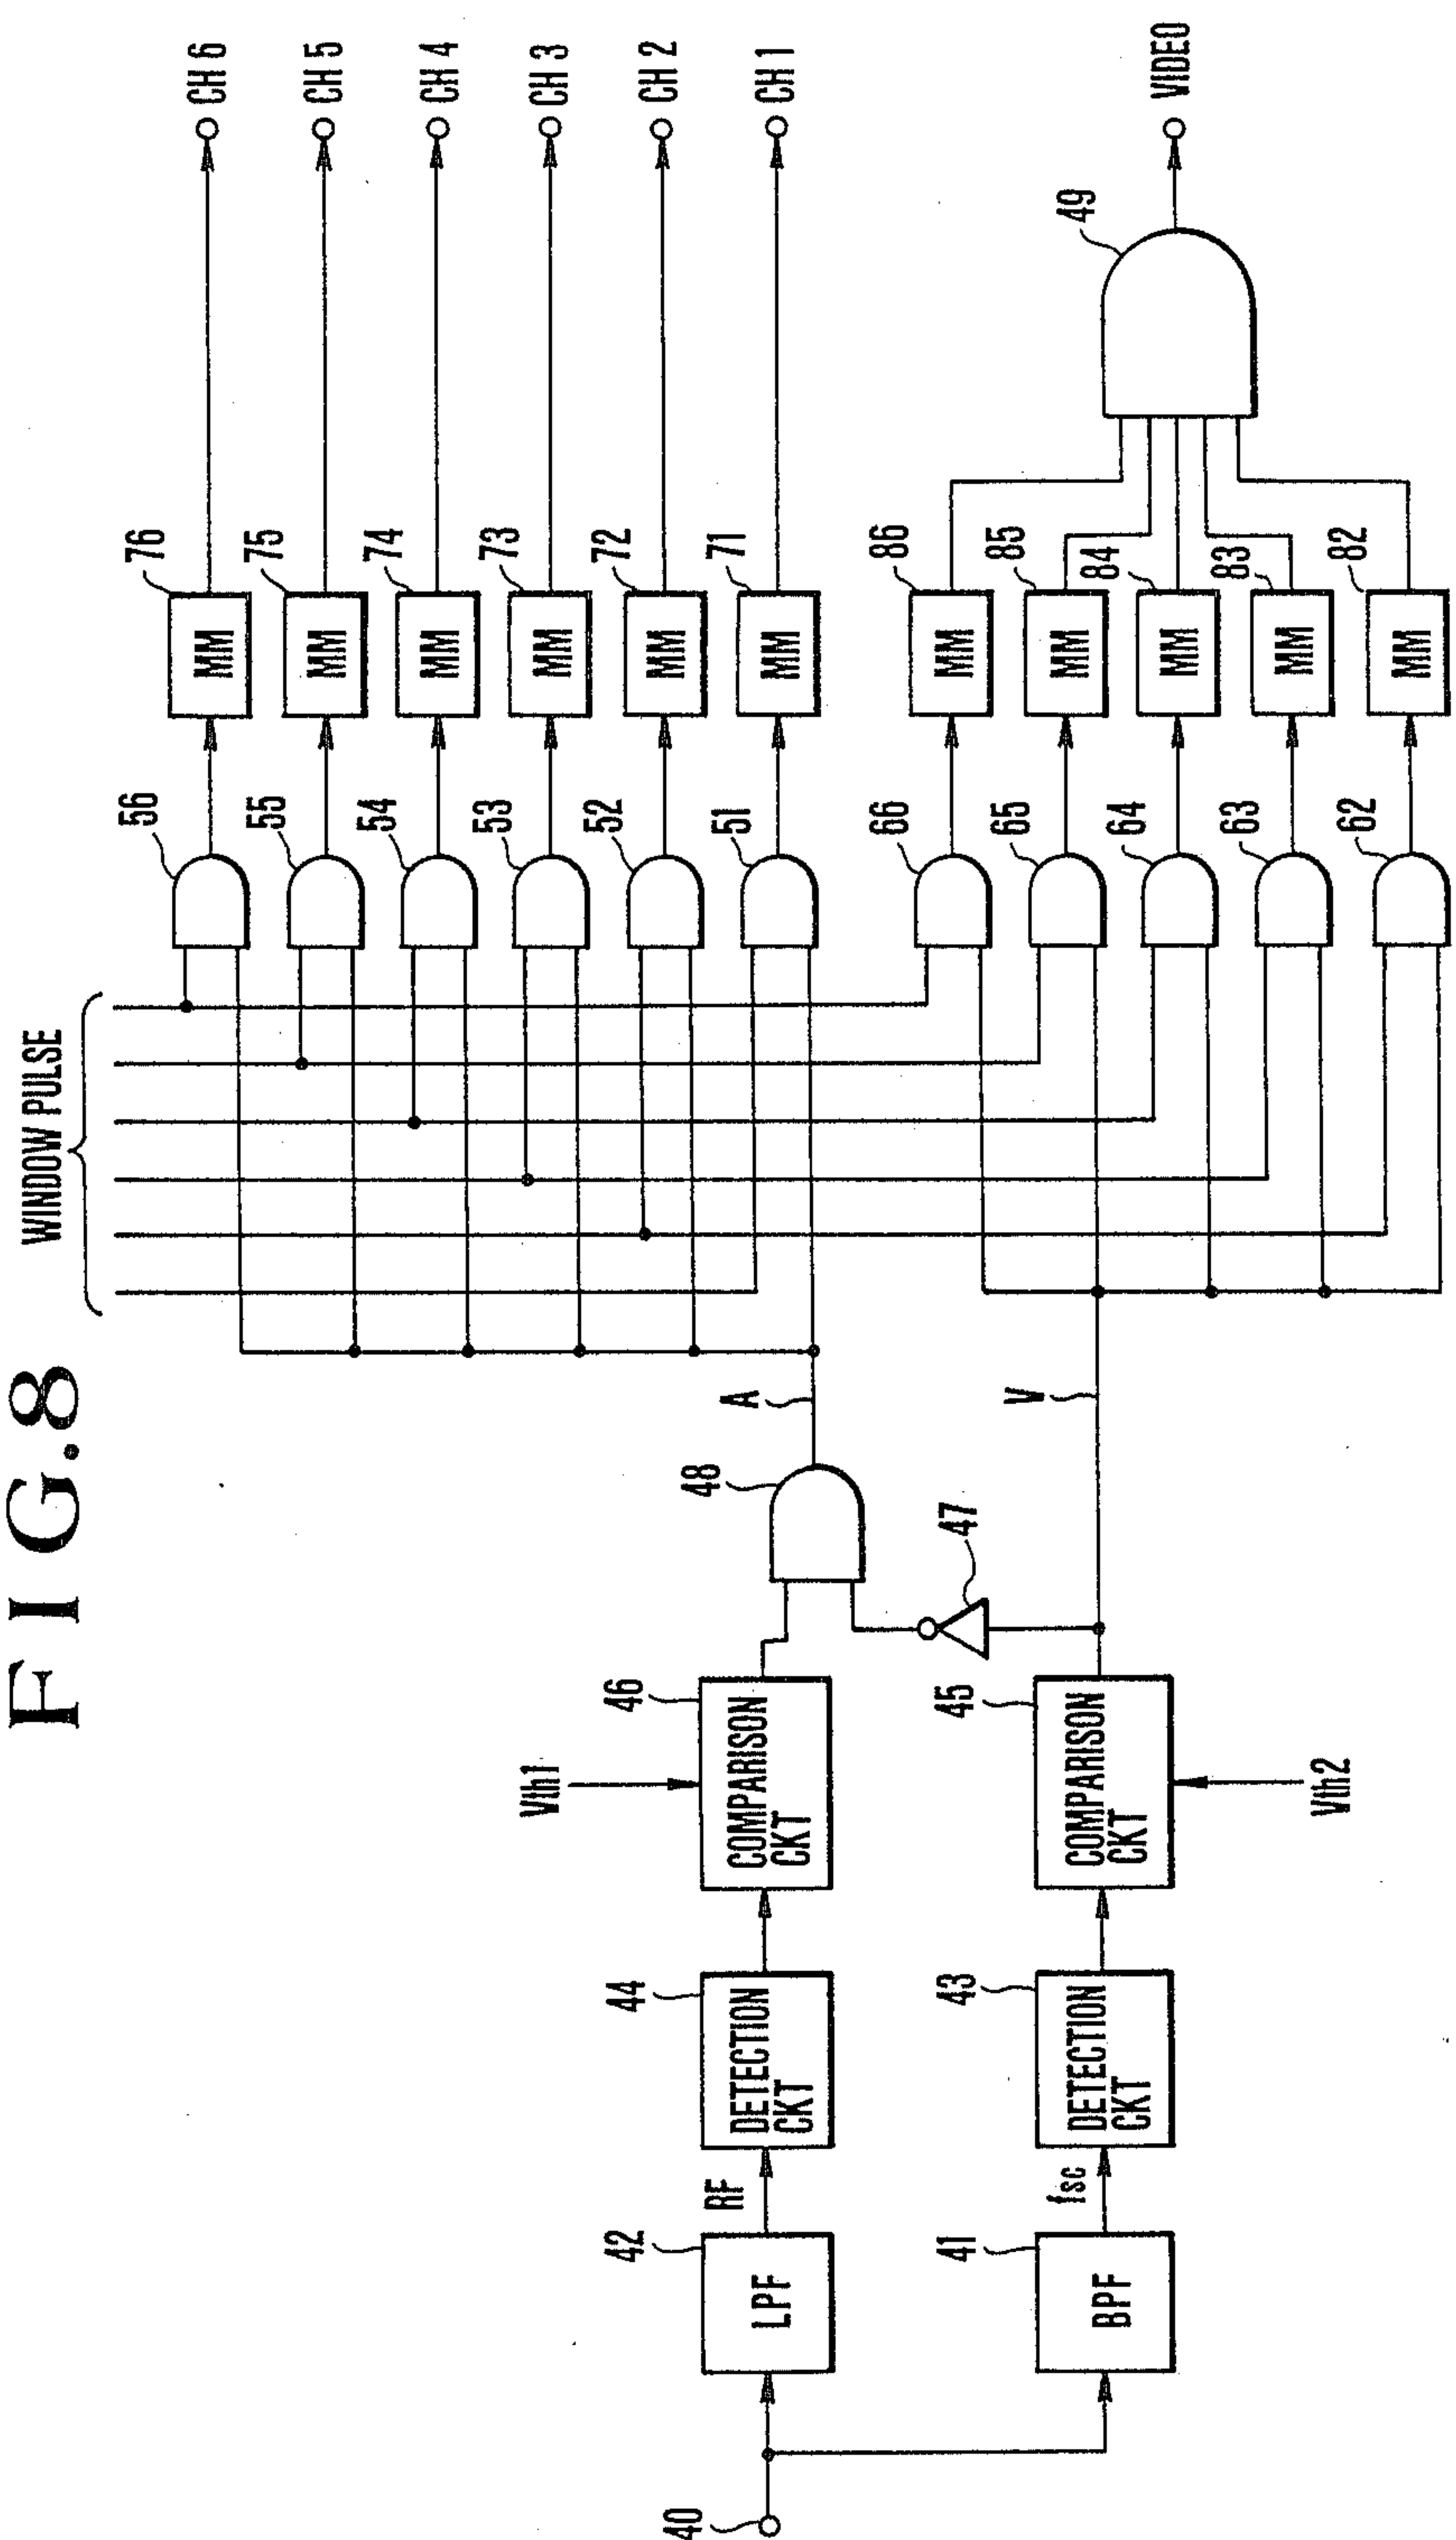 FIG.8
WINDOW PULSE
40
42
LPF
RF
44
DETECTION
CKT
Vth1
46
COMPARISON
CKT
48
A
41
BPF
fsc
43
DETECTION
CKT
Vth2
45
COMPARISON
CKT
47
V
56
76
MM
CH 6
55
75
MM
CH 5
54
74
MM
CH 4
53
73
MM
CH 3
52
72
MM
CH 2
51
71
MM
CH 1
66
86
MM
65
85
MM
64
84
MM
63
83
MM
62
82
MM
49
VIDEO